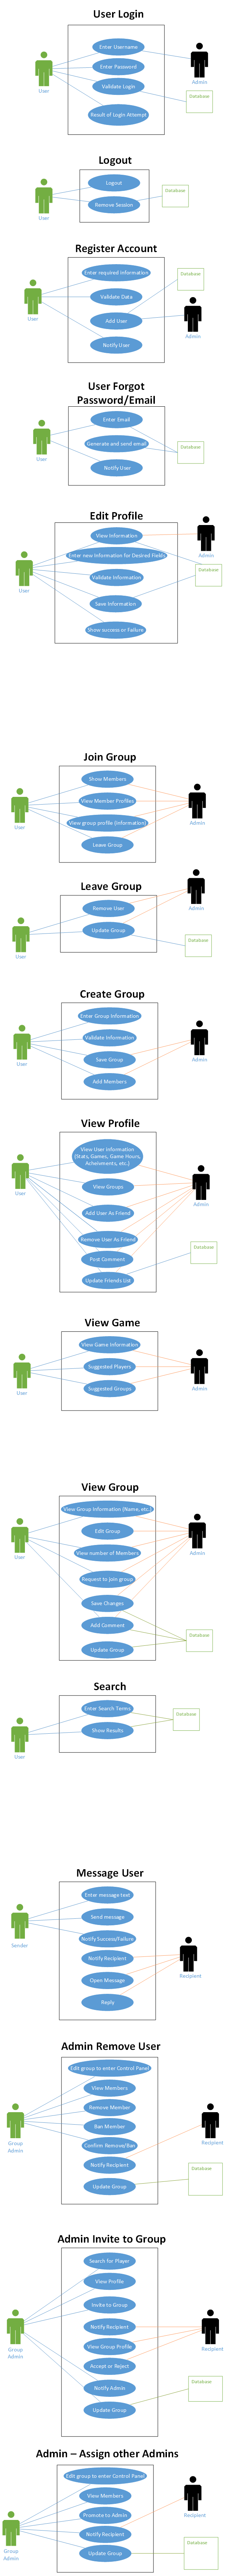 User Login
Enter Username
Enter Password
Validate Login
Result of Login Attempt
User
Admin
Database
Logout
Logout
Remove Session
User
Database
Register Account
Enter required Information
Validate Data
Add User
Notify User
User
Database
Admin
User Forgot
Password/Email
Enter Email
Generate and send email
Notify User
User
Database
Edit Profile
View Information
Enter new Information for Desired Fields
Validate Information
Save Information
Show success or Failure
User
Admin
Database
Join Group
Show Members
View Member Profiles
View group profile (Information)
Leave Group
User
Admin
Leave Group
Remove User
Update Group
User
Admin
Database
Create Group
Enter Group Information
Validate Information
Save Group
Add Members
User
Admin
View Profile
View User Information
(Stats, Games, Game Hours,
Acheivments, etc.)
View Groups
Add User As Friend
Remove User As Friend
Post Comment
Update Friends List
User
Admin
Database
View Game
View Game Information
Suggested Players
Suggested Groups
User
Admin
View Group
View Group Information (Name, etc.)
Edit Group
View number of Members
Request to join group
Save Changes
Add Comment
Update Group
User
Admin
Database
Search
Enter Search Terms
Show Results
User
Database
Message User
Enter message text
Send message
Notify Success/Failure
Notify Recipient
Open Message
Reply
Sender
Recipient
Admin Remove User
Edit group to enter Control Panel
View Members
Remove Member
Ban Member
Confirm Remove/Ban
Notify Recipient
Update Group
Group
Admin
Recipient
Database
Admin Invite to Group
Search for Player
View Profile
Invite to Group
Notify Recipient
View Group Profile
Accept or Reject
Notify Admin
Update Group
Group
Admin
Recipient
Database
Admin – Assign other Admins
Edit group to enter Control Panel
View Members
Promote to Admin
Notify Recipient
Update Group
Group
Admin
Recipient
Database